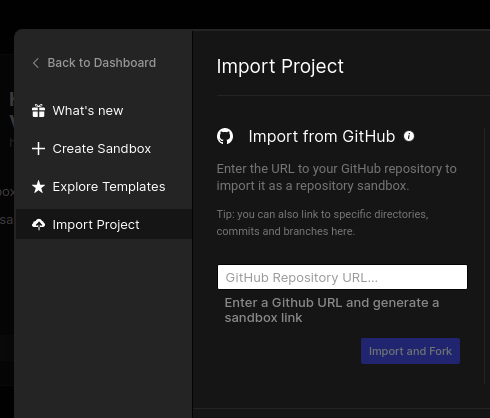 Back to Dashboard
What's new
Create Sandbox
Explore Templates
Import Project
Import Project
Import from GitHub
Enter the URL to your GitHub repository to
import it as a repository sandbox.
Tip: you can also link to specific directories,
commits and branches here.
GitHub Repository URL...
Enter a Github URL and generate a
sandbox link
Import and Fork